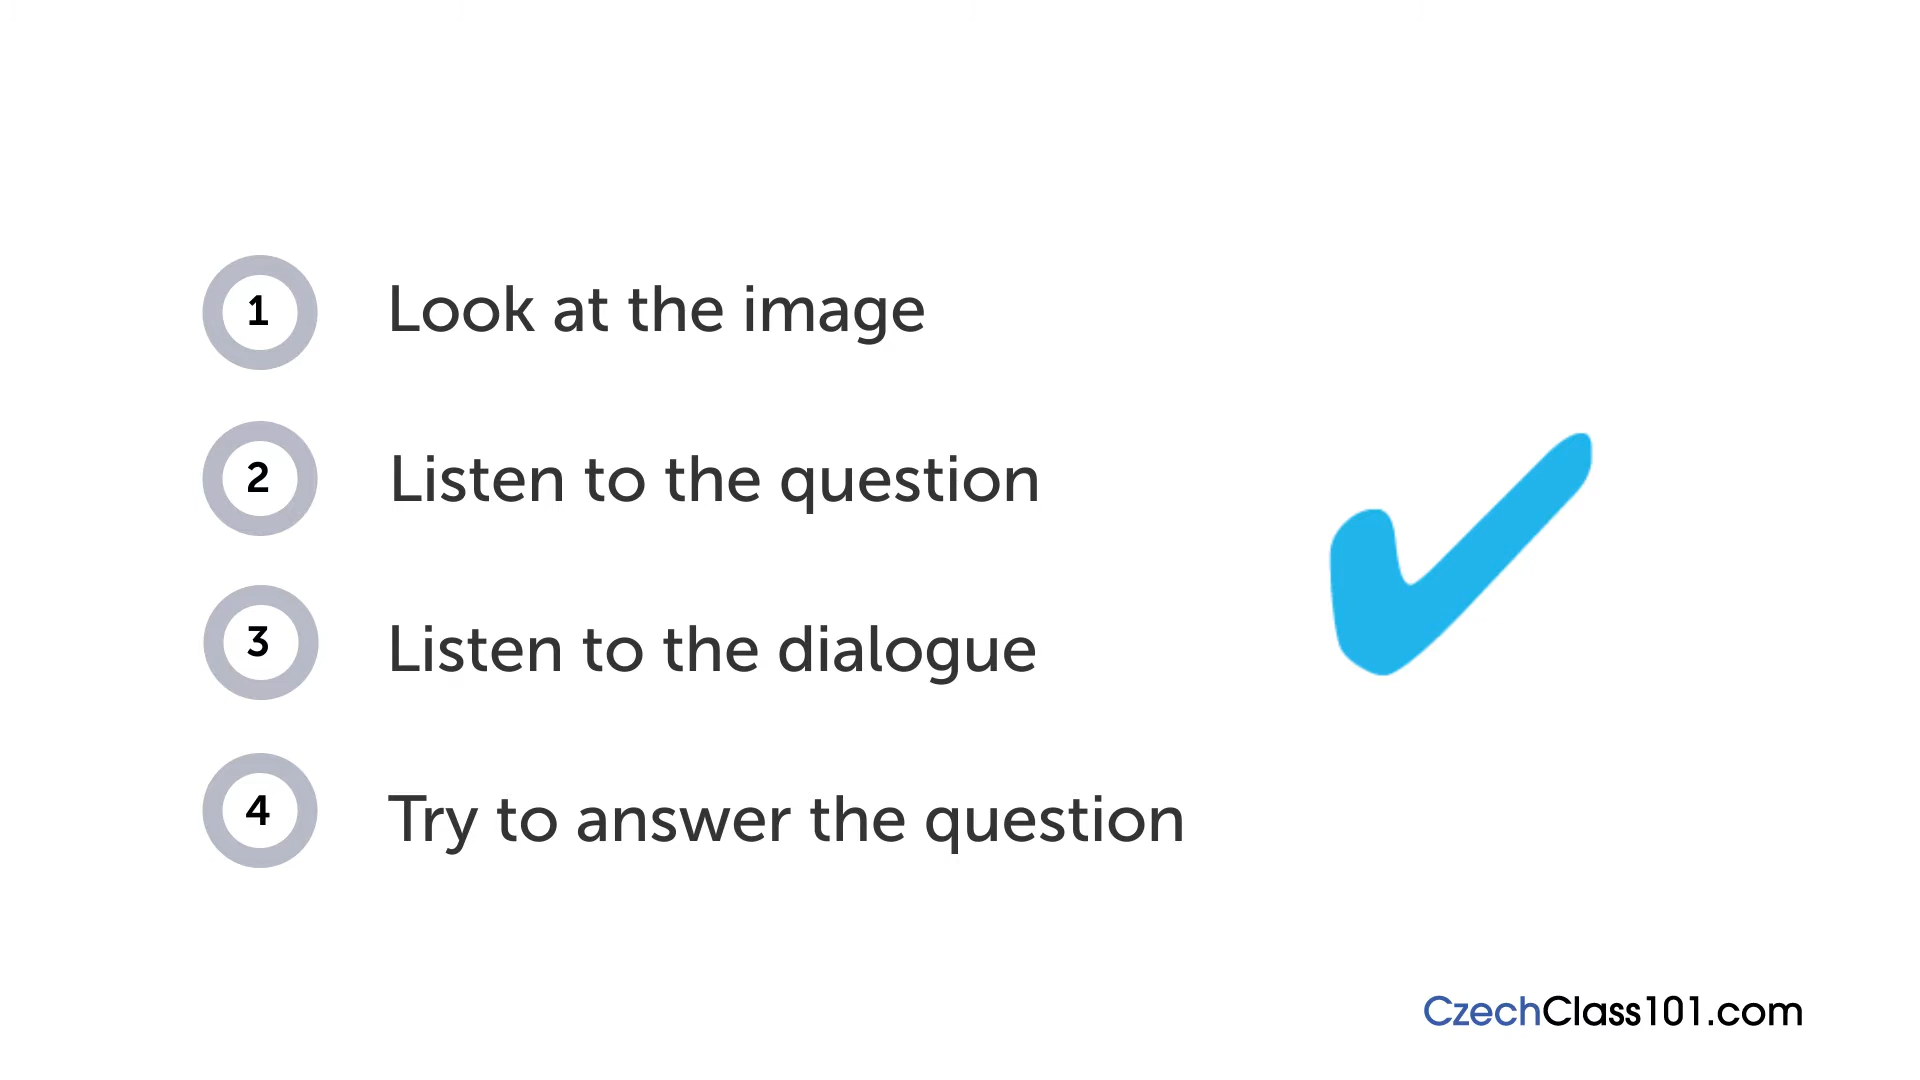 1 Look at the image
2 Listen to the question
3 Listen to the dialogue
4 Try to answer the question
CzechClass101.com